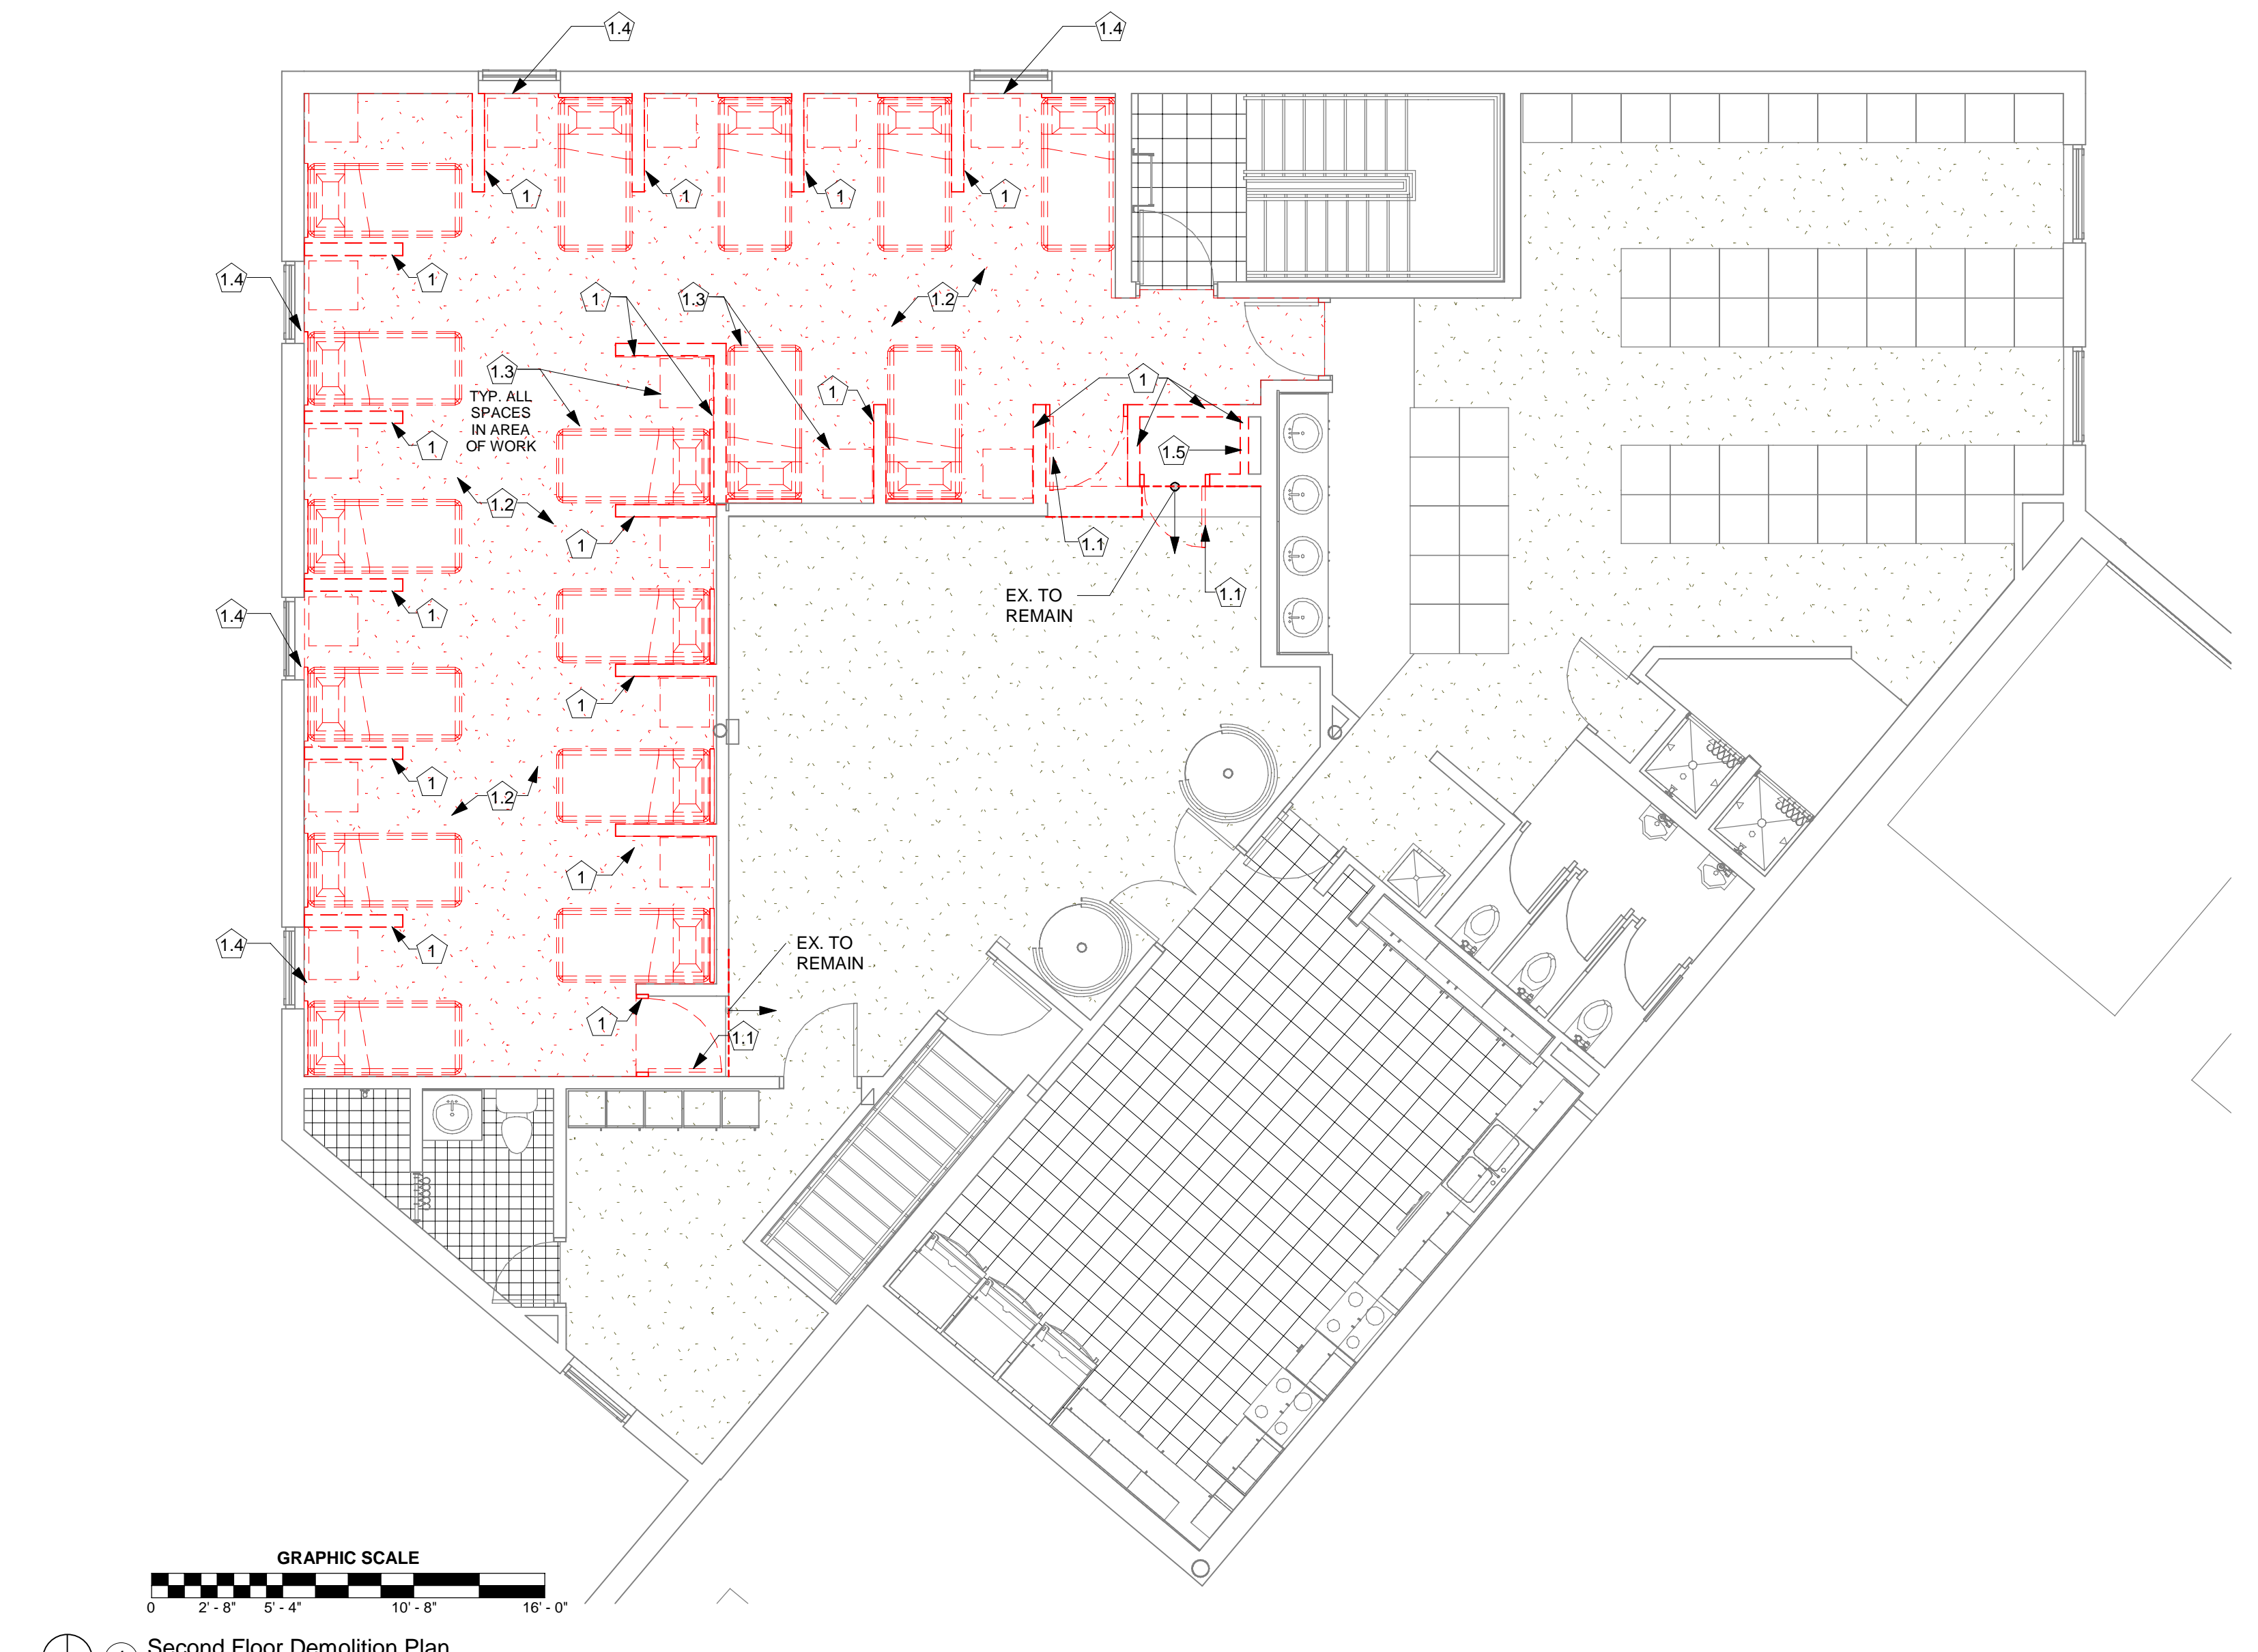 1.4
1.4
1
1
1
1
1.4
1
1
1.3
1.2
1.3
TYP. ALL
SPACES
IN AREA
OF WORK
1
1
1
1.5
1.2
1
1.1
EX. TO
REMAIN
1.1
1.4
1
1
1
1.2
1
1.4
1
EX. TO
REMAIN
1
1.1
GRAPHIC SCALE
0 2' - 8" 5' - 4" 10' - 8" 16' - 0"
Second Floor Demolition Plan